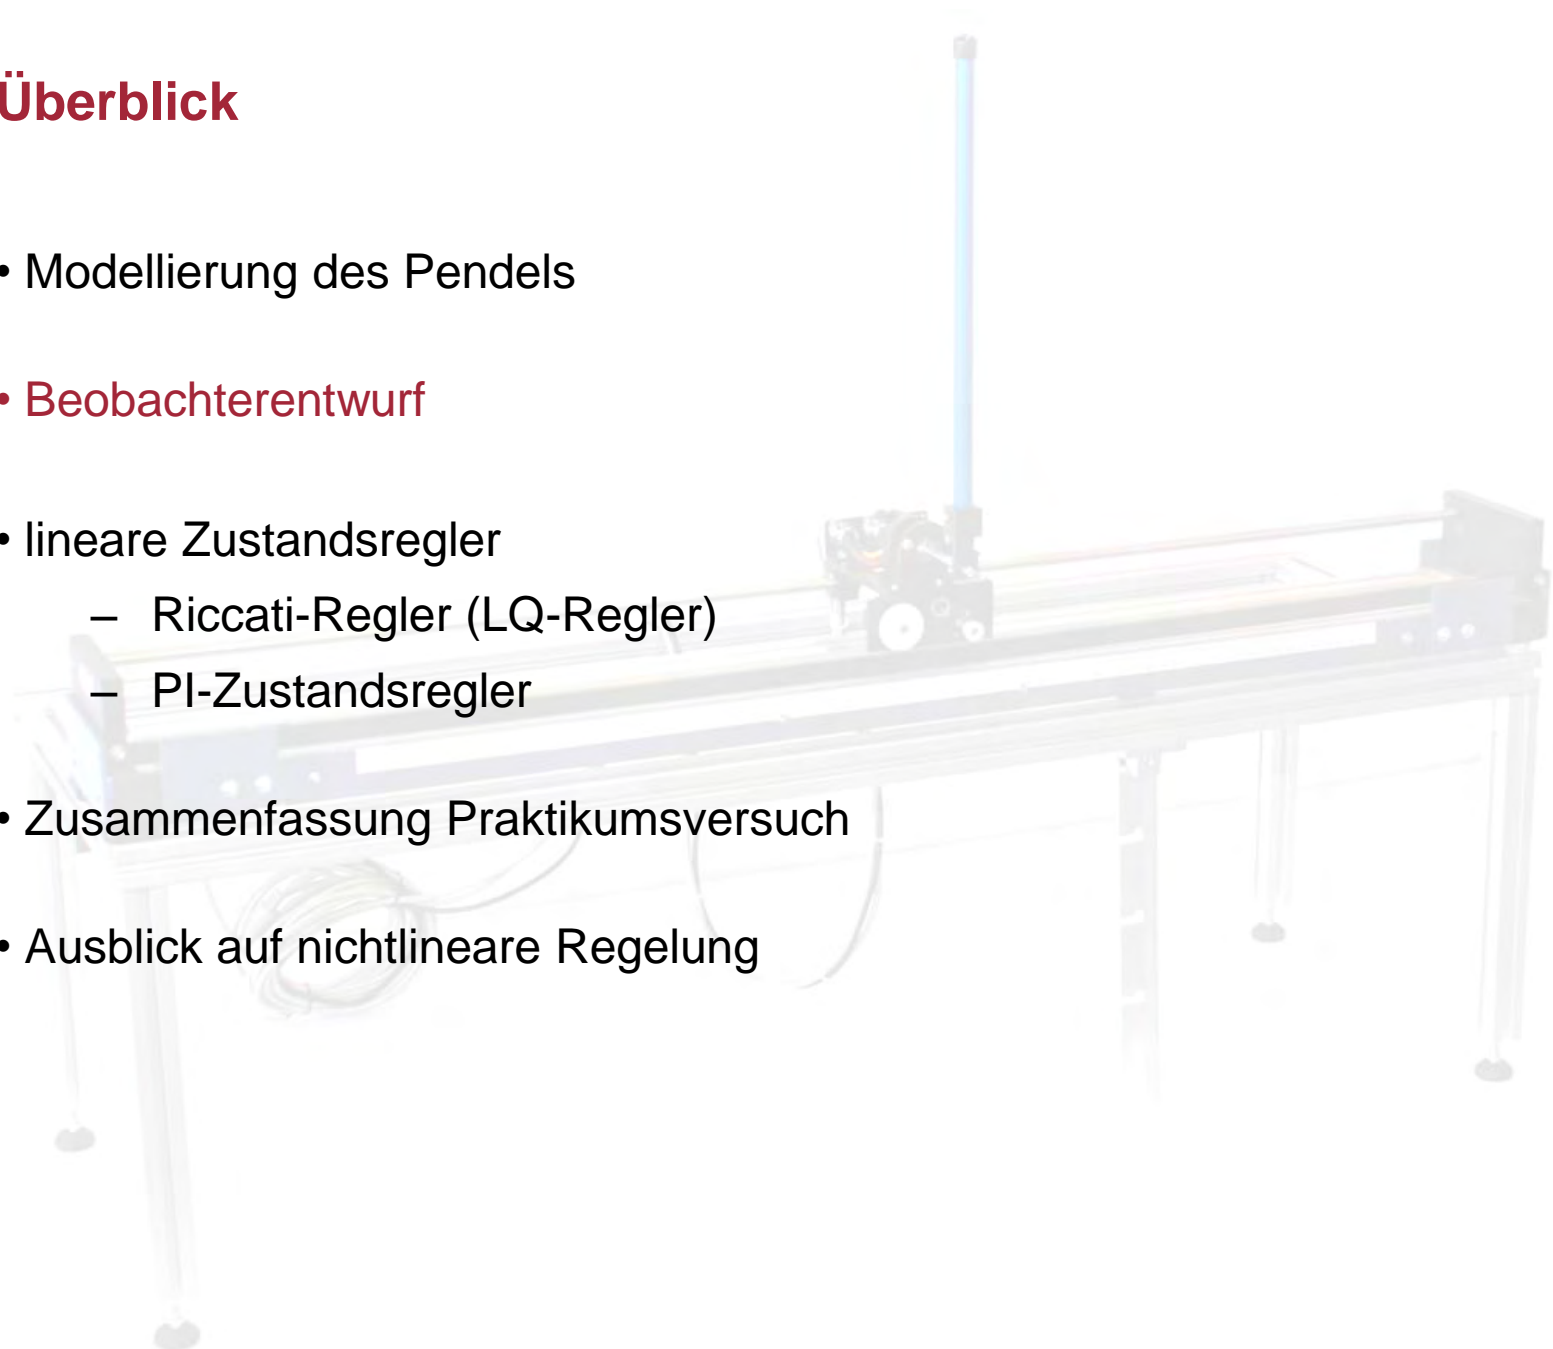 Überblick
• Modellierung des Pendels
• Beobachterentwurf
• lineare Zustandsregler
– Riccati-Regler (LQ-Regler)
– PI-Zustandsregler
• Zusammenfassung Praktikumsversuch
• Ausblick auf nichtlineare Regelung